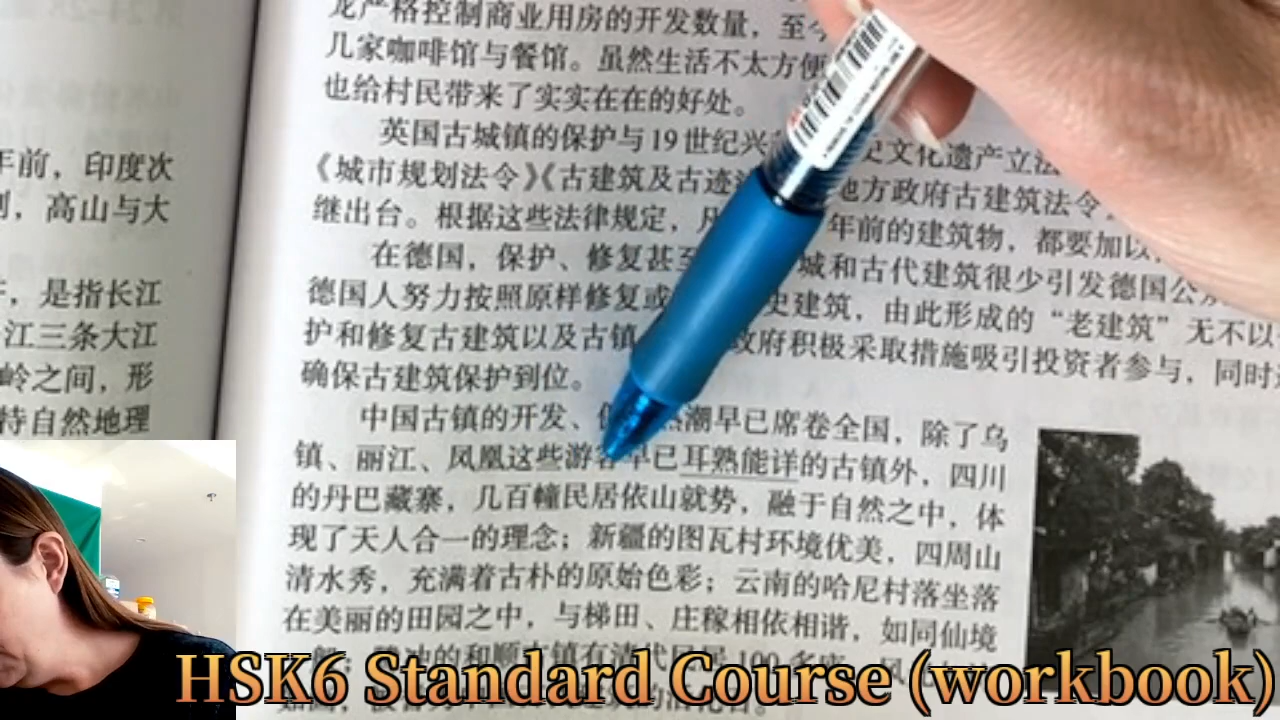 年前，印度次
，高山与大
，是指长江
江三条大江
岭之间，形
持自然地理
龙严格控制商业用房的开发数量，至今
几家咖啡馆与餐馆。虽然生活不太方便
也给村民带来了实实在在的好处。
英国古城镇的保护与19世纪兴 史文化遗产立法
《城市规划法令》《古建筑及古迹 地方政府古建筑法令
继出台。根据这些法律规定，凡 年前的建筑物，都要加以
在德国，保护、修复甚至 城和古代建筑很少引发德国公众
德国人努力按照原样修复或 史建筑，由此形成的“老建筑”无不以
护和修复古建筑以及古镇 政府积极采取措施吸引投资者参与，同时
确保古建筑保护到位。
中国古镇的开发、 热潮早已席卷全国，除了乌
镇、丽江、凤凰这些游客早已耳熟能详的古镇外，四川
的丹巴藏寨，几百幢民居依山就势，融于自然之中，体
现了天人合一的理念；新疆的图瓦村环境优美，四周山
清水秀，充满着古朴的原始色彩；云南的哈尼村落坐落
在美丽的田园之中，与梯田、庄稼相依相谐，如同仙境
HSK6 Standard Course (workbook)